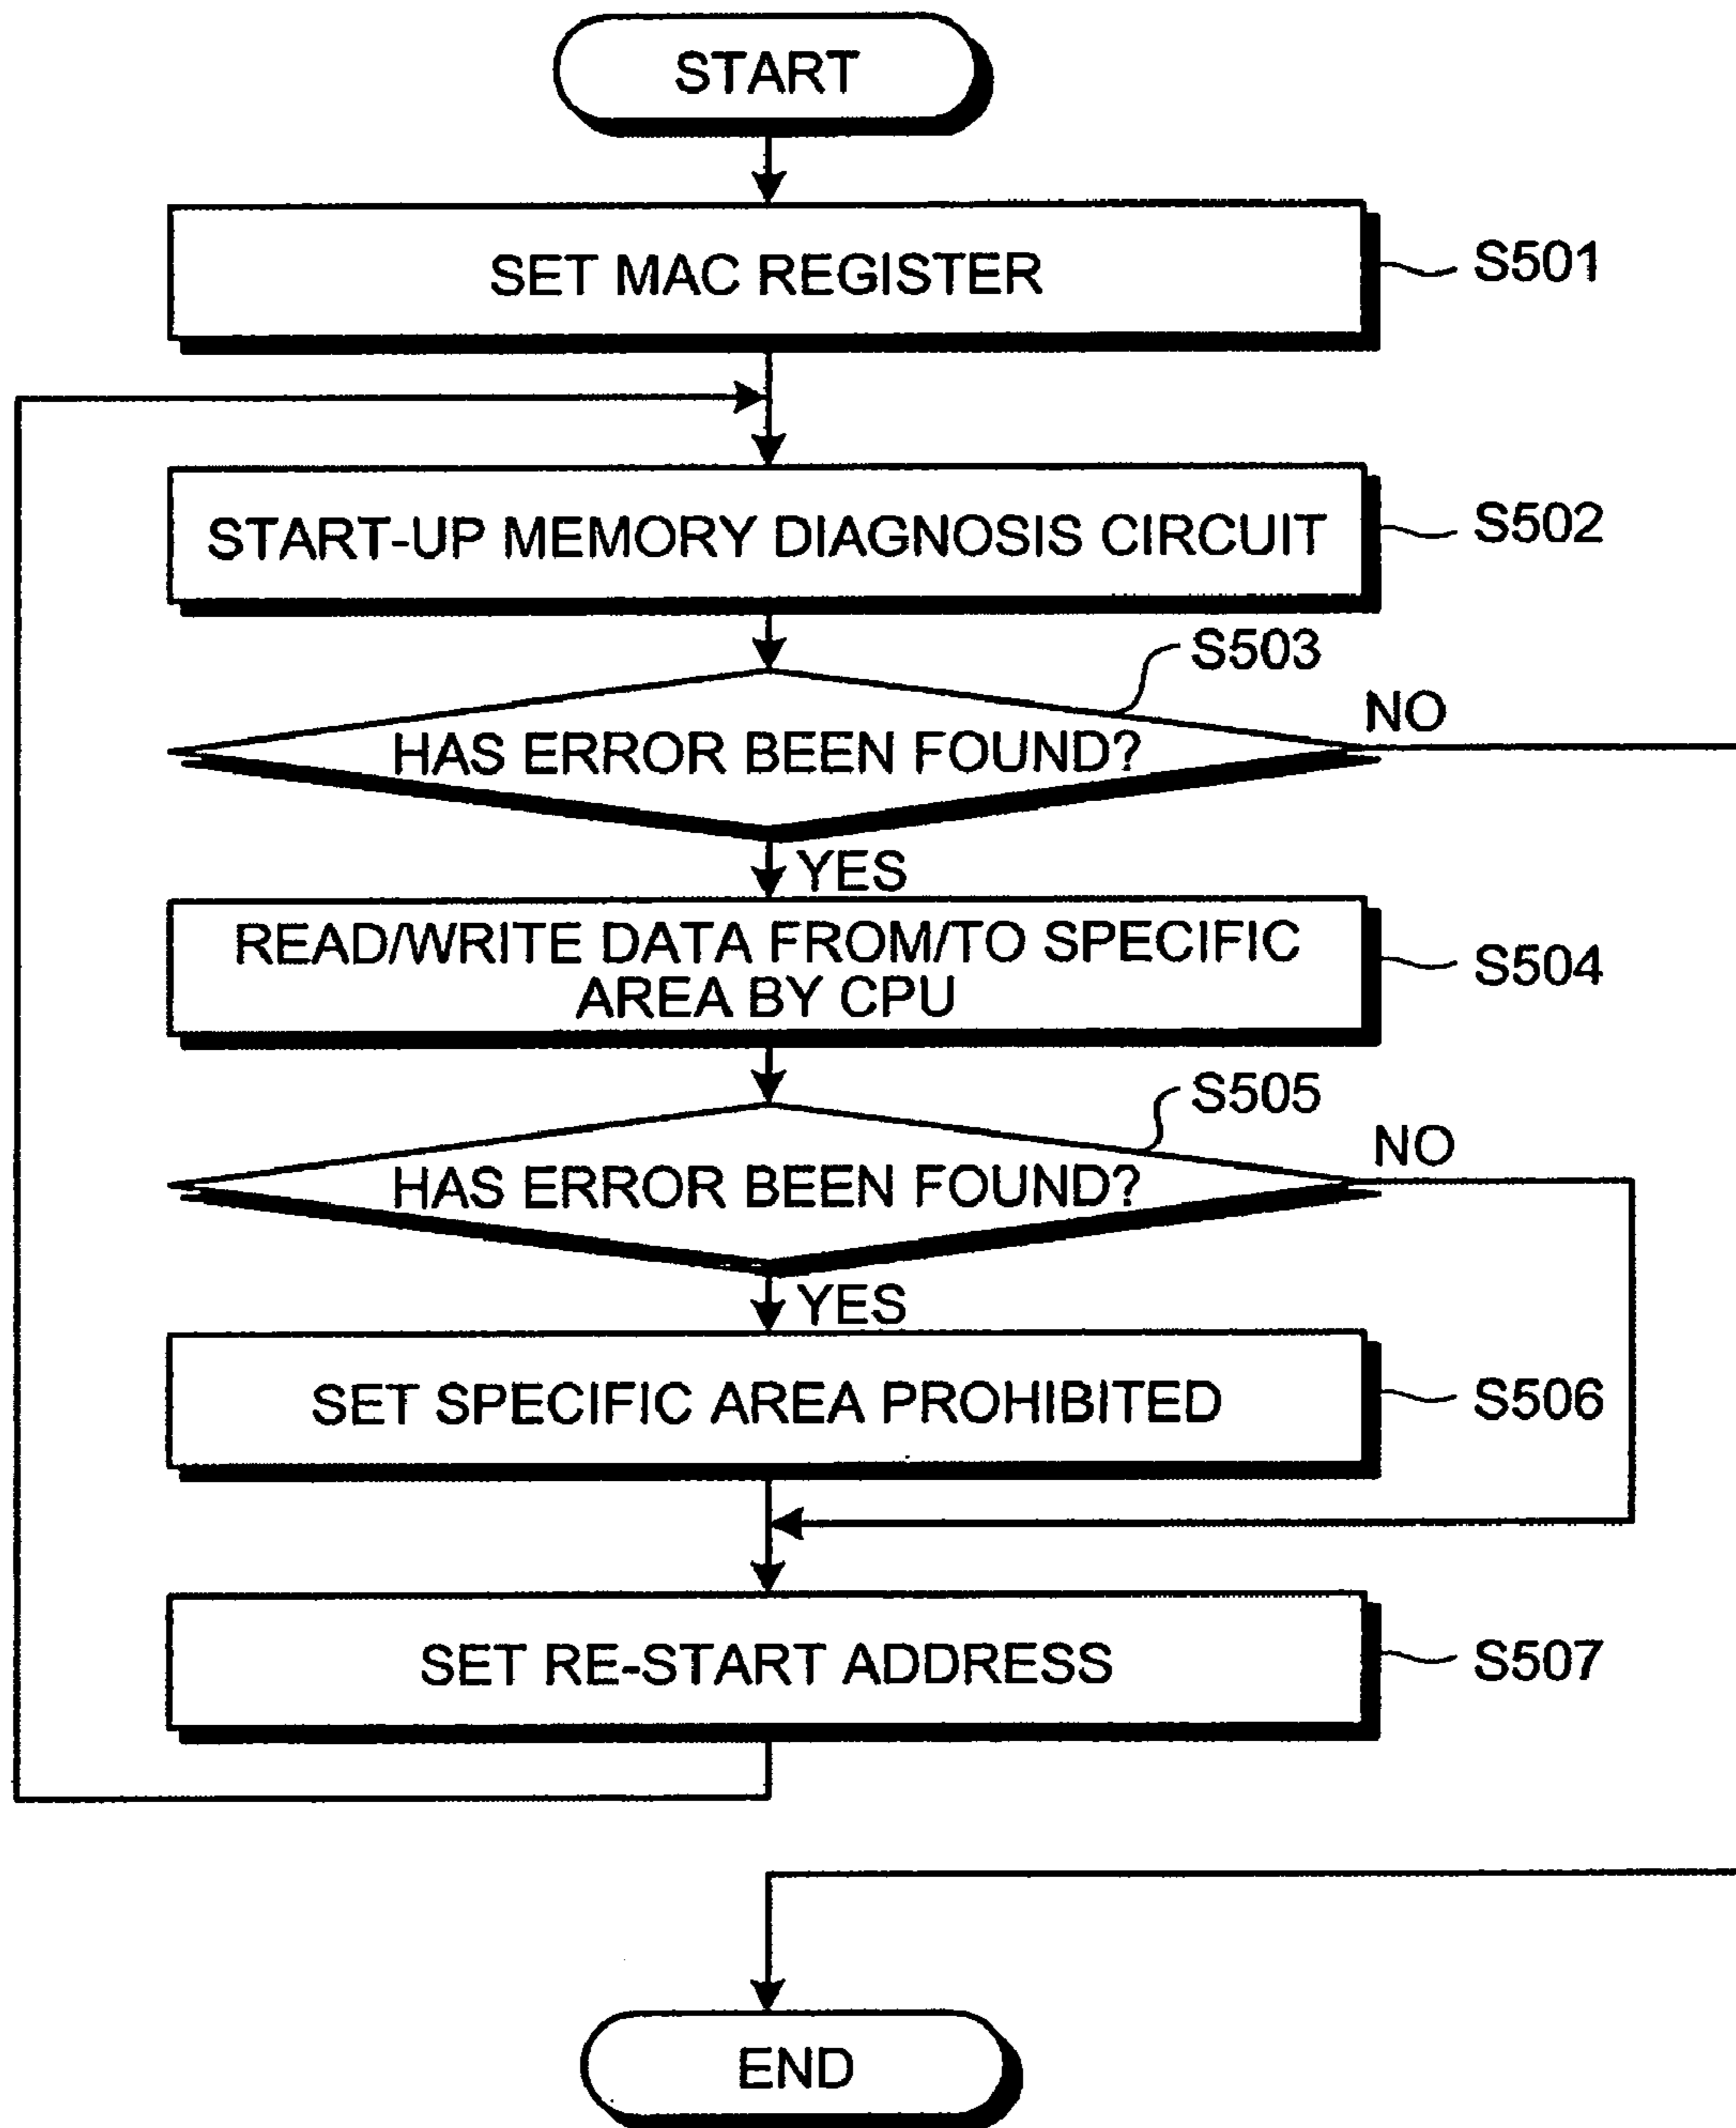 START
SET MAC REGISTER
S501
START-UP MEMORY DIAGNOSIS CIRCUIT
S502
S503
HAS ERROR BEEN FOUND?
NO
YES
READ/WRITE DATA FROM/TO SPECIFIC
AREA BY CPU
S504
S505
HAS ERROR BEEN FOUND?
NO
YES
SET SPECIFIC AREA PROHIBITED
S506
SET RE-START ADDRESS
S507
END